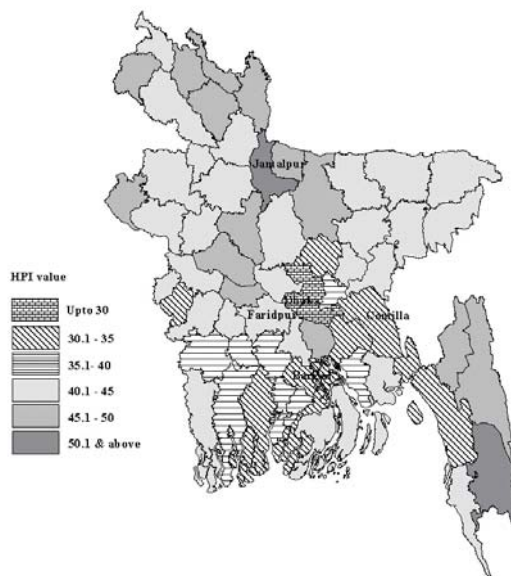 Jamalpur
HPI value
Upto 30
30.1 - 35
35.1- 40
40.1 - 45
45.1 - 50
50.1 & above
Dhaka
Faridpur
Comilla